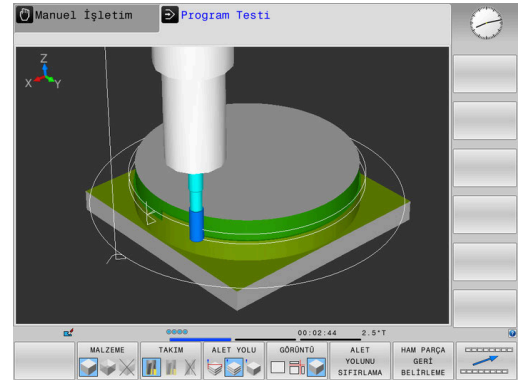 Manuel İşletim
Program Testi
Z
X
Y
00:02:44 2.5*T
MALZEME
TAKIM
ALET YOLU
GÖRÜNTÜ
ALET
YOLUNU
SIFIRLAMA
HAM PARÇA
GERİ
BELİRLEME